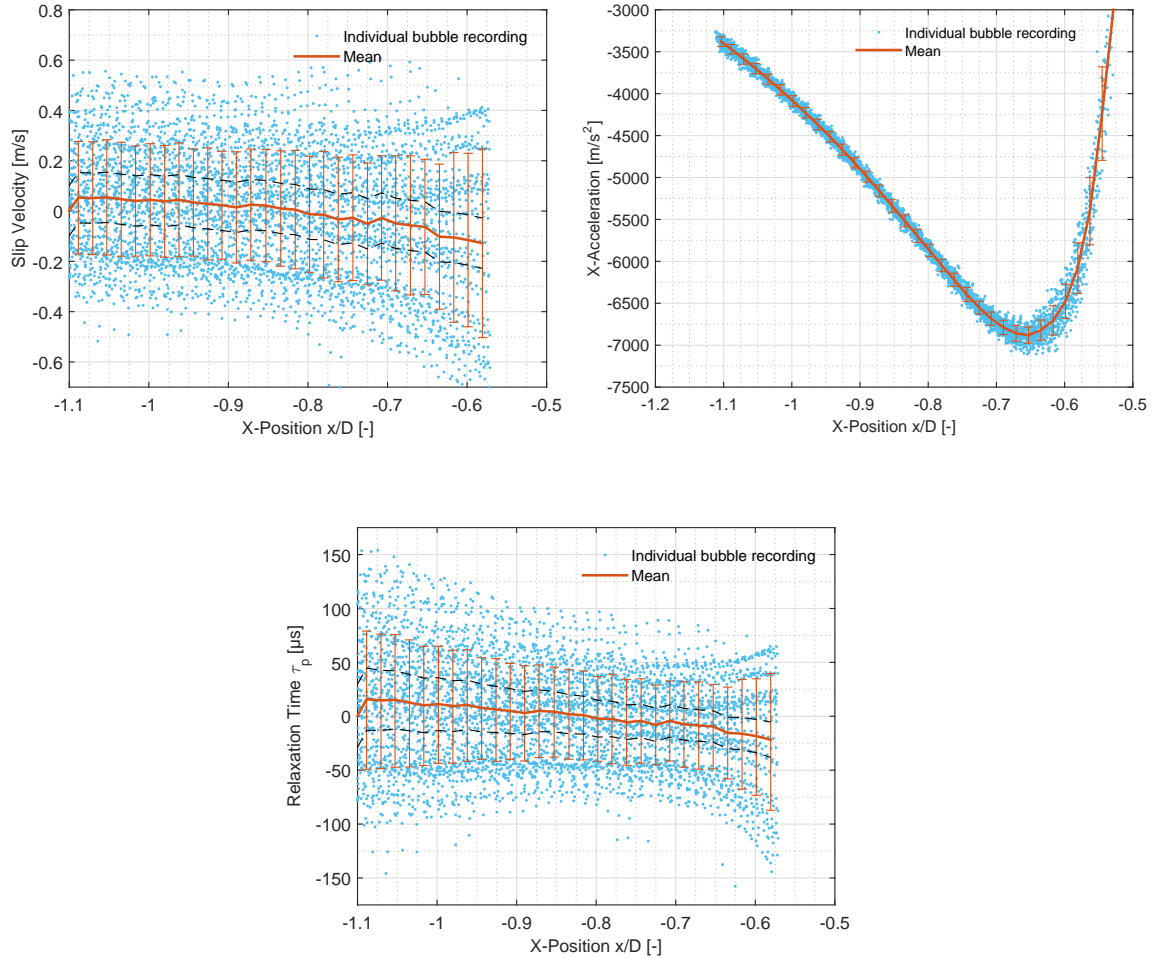 0.8
0.6
0.4
0.2
0
-0.2
-0.4
-0.6
Slip Velocity [m/s]
Individual bubble recording
Mean
-1.1 -1 -0.9 -0.8 -0.7 -0.6 -0.5
X-Position x/D [-]
-3000
-3500
-4000
-4500
-5000
-5500
-6000
-6500
-7000
-7500
X-Acceleration [m/s²]
Individual bubble recording
Mean
-1.2 -1.1 -1 -0.9 -0.8 -0.7 -0.6 -0.5
X-Position x/D [-]
150
100
50
0
-50
-100
-150
Relaxation Time τp [µs]
Individual bubble recording
Mean
-1.1 -1 -0.9 -0.8 -0.7 -0.6 -0.5
X-Position x/D [-]